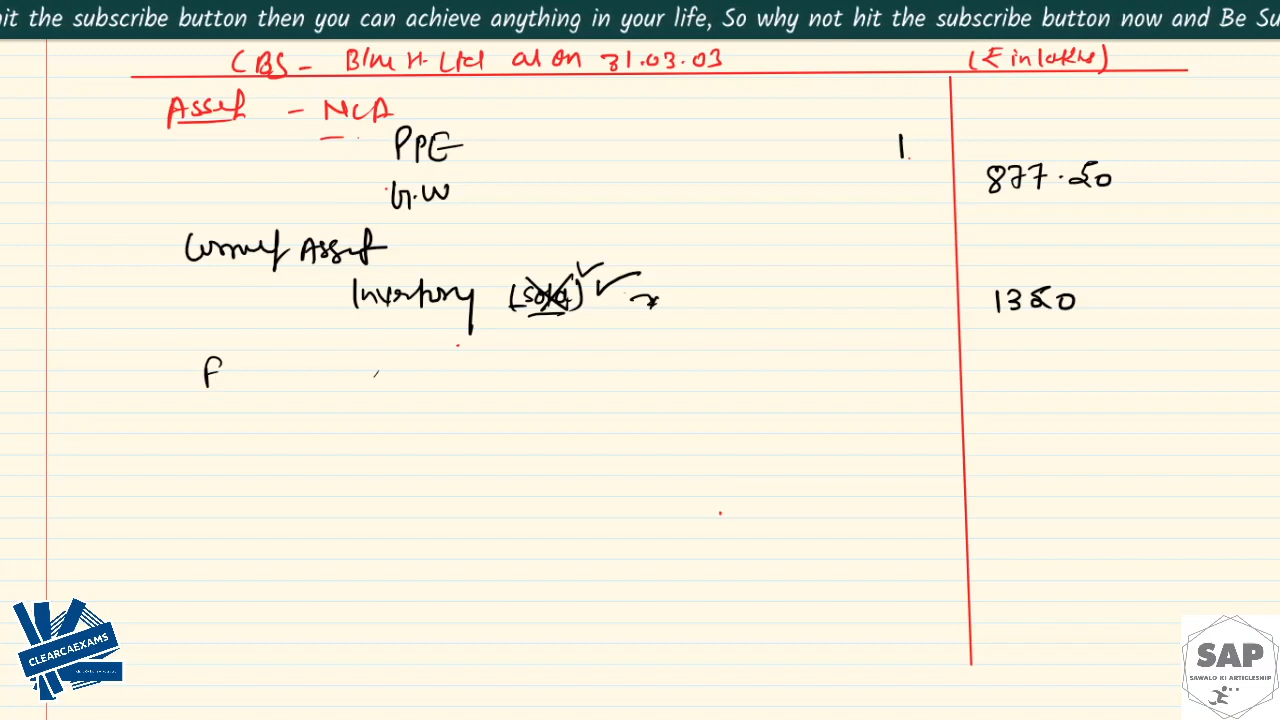 hit the subscribe button then you can achieve anything in your life, So why not hit the subscribe button now and Be Su
CBS - Blue H. Ltd as on 31.03.03 (₹ in lakhs)
Asset - NCA
PPE 1
877.50
G.W
Current Asset
Inventory 1350
F
CLEARCAEXAMS
SAP
SAWALO KI ARTICLESHIP